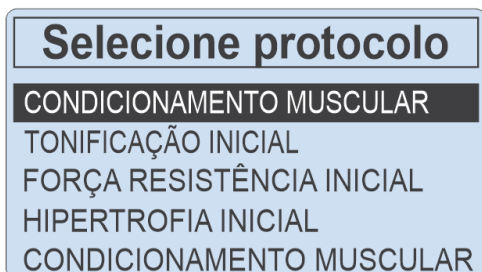 Selecione protocolo
CONDICIONAMENTO MUSCULAR
TONIFICAÇÃO INICIAL
FORÇA RESISTÊNCIA INICIAL
HIPERTROFIA INICIAL
CONDICIONAMENTO MUSCULAR